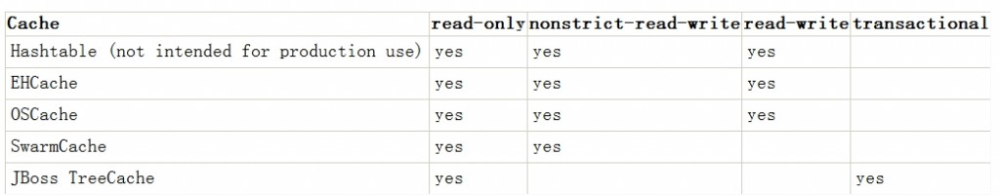 Cache read-only nonstrict-read-write read-write transactional
Hashtable (not intended for production use) yes yes yes
EHCache yes yes yes
OSCache yes yes yes
SwarmCache yes yes
JBoss TreeCache yes yes